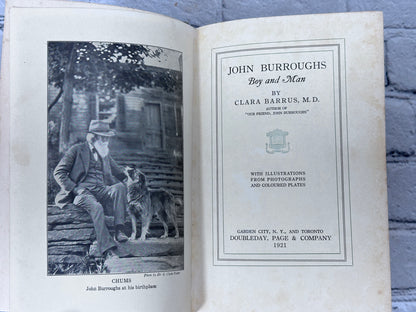 CHUMS
John Burroughs at his birthplace
JOHN BURROUGHS
Boy and Man
BY
CLARA BARRUS, M.D.
AUTHOR OF
"OUR FRIEND, JOHN BURROUGHS"
WITH ILLUSTRATIONS
FROM PHOTOGRAPHS
AND COLOURED PLATES
GARDEN CITY, N. Y., AND TORONTO
DOUBLEDAY, PAGE & COMPANY
1921